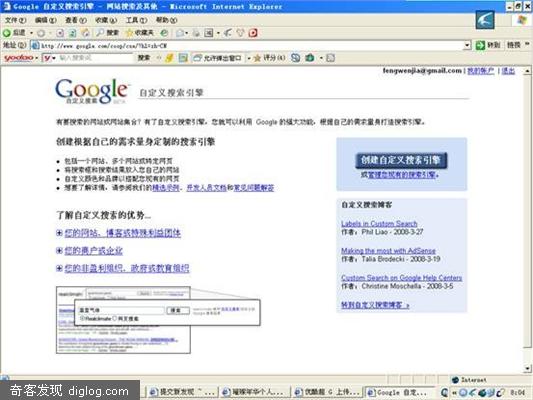 Google 自定义搜索引擎 - 网站搜索及其他 - Microsoft Internet Explorer
文件(F) 编辑(E) 查看(V) 收藏(A) 工具(T) 帮助(H)
后退 搜索 收藏夹
地址(D) http://www.google.com/coop/cse/?hl=zh-CN 转到 链接 »
yodao 输入搜索 搜索 允许弹出窗口 评分(6)
fengwenjia@gmail.com | 我的帐户 | 退出
Google 自定义搜索引擎
自定义搜索 BETA
有要搜索的网站或网站集合？有了自定义搜索引擎，您就可以利用 Google 的强大功能，根据自己的需求量身打造搜索引擎。
创建根据自己的需求量身定制的搜索引擎
包括一个网站、多个网站或特定网页
将搜索框和搜索结果放入您自己的网站
自定义颜色和品牌以搭配您现有的网页
想要了解详情，请参阅我们的精选示例、开发人员文档和常见问题解答
创建自定义搜索引擎
或管理您现有的搜索引擎。
了解自定义搜索的优势...
您的网站、博客或特殊利益团体
您的商户或企业
您的非盈利组织、政府或教育组织
自定义搜索博客
Labels in Custom Search
作者：Phil Liao - 2008-3-27
Making the most with AdSense
作者：Talia Brodecki - 2008-3-19
Custom Search on Google Help Centers
作者：Christine Moschella - 2008-3-5
转到自定义搜索博客 »
温室气体 搜索
Realclimate 网页搜索
Internet
奇客发现 diglog.com
提交新发现 ~ ... 璀璨年华个人... 优酷超 G 上传... Google 自定... 8:04